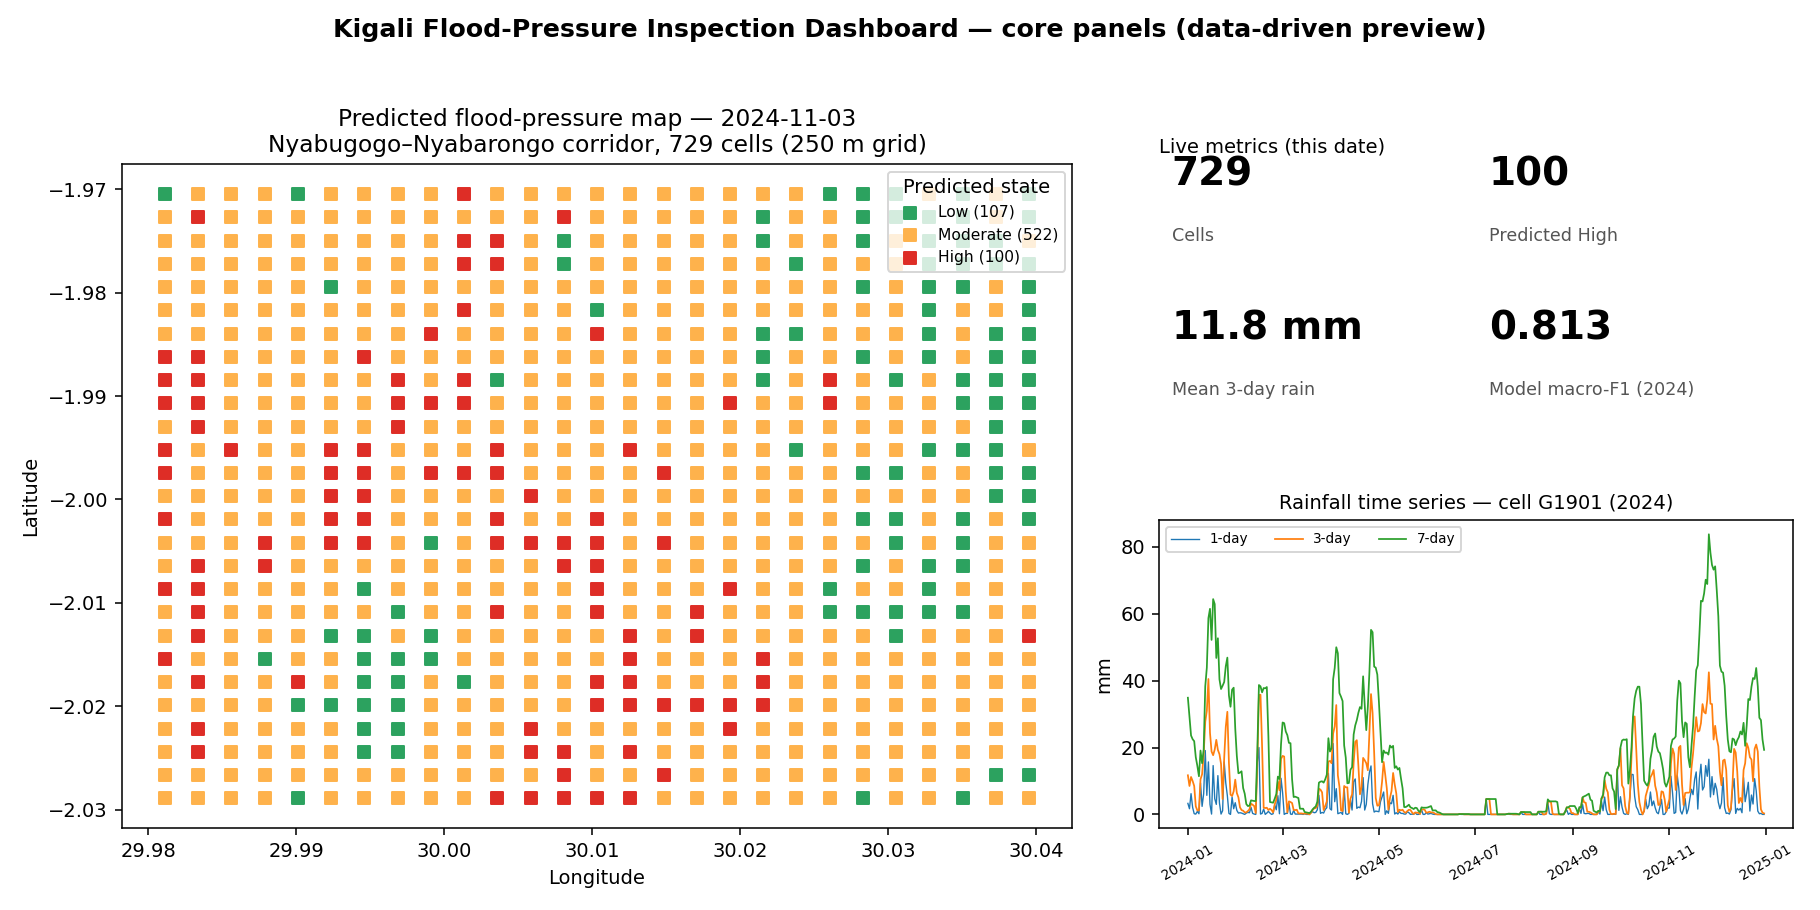 Kigali Flood-Pressure Inspection Dashboard — core panels (data-driven preview)
Predicted flood-pressure map — 2024-11-03
Nyabugogo–Nyabarongo corridor, 729 cells (250 m grid)
Latitude
−1.97
−1.98
−1.99
−2.00
−2.01
−2.02
−2.03
Predicted state
Low (107)
Moderate (522)
High (100)
29.98
29.99
30.00
30.01
30.02
30.03
30.04
Longitude
Live metrics (this date)
729
100
Cells
Predicted High
11.8 mm
0.813
Mean 3-day rain
Model macro-F1 (2024)
Rainfall time series — cell G1901 (2024)
1-day
3-day
7-day
mm
80
60
40
20
0
2024-01
2024-03
2024-05
2024-07
2024-09
2024-11
2025-01